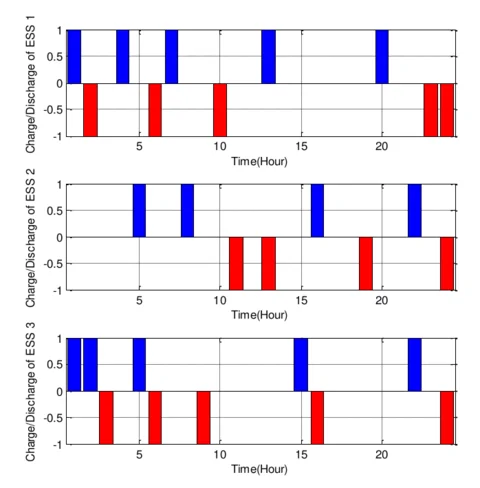 Charge/Discharge of ESS 1
1
0.5
0
-0.5
-1
5 10 15 20
Time(Hour)
Charge/Discharge of ESS 2
1
0.5
0
-0.5
-1
5 10 15 20
Time(Hour)
Charge/Discharge of ESS 3
1
0.5
0
-0.5
-1
5 10 15 20
Time(Hour)